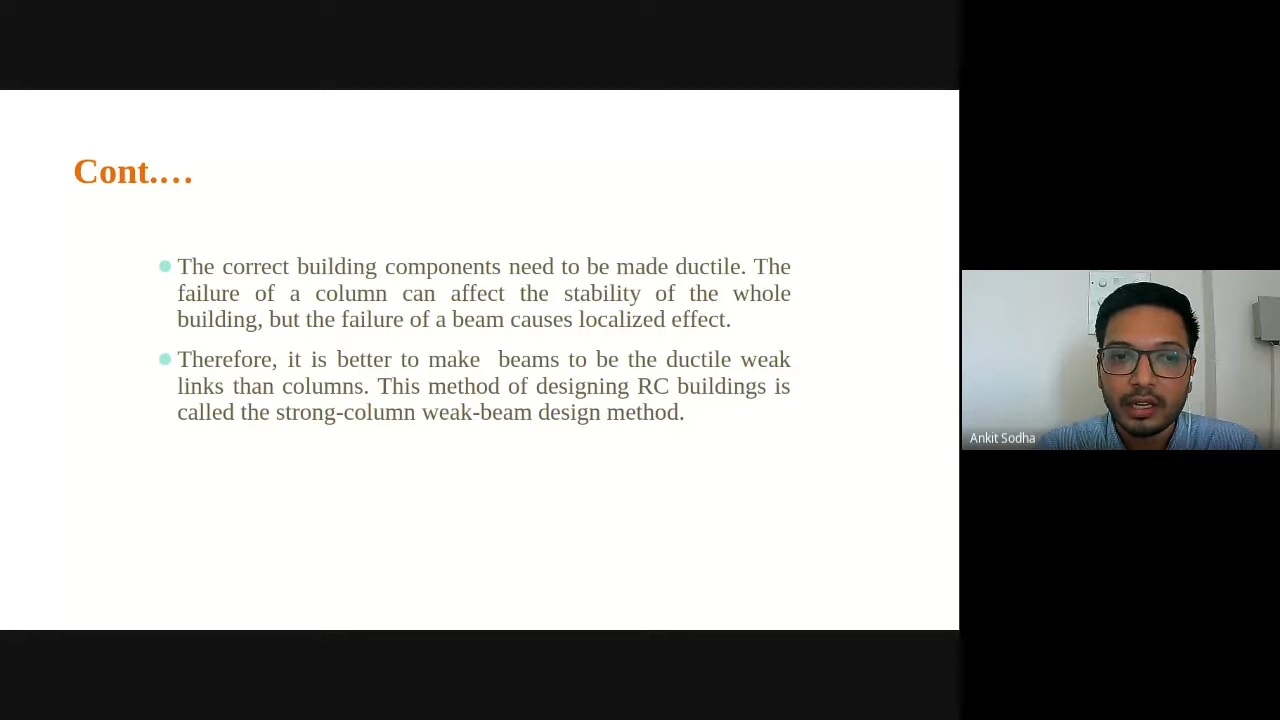 Cont.…
The correct building components need to be made ductile. The
failure of a column can affect the stability of the whole
building, but the failure of a beam causes localized effect.
Therefore, it is better to make beams to be the ductile weak
links than columns. This method of designing RC buildings is
called the strong-column weak-beam design method.
Ankit Sodha